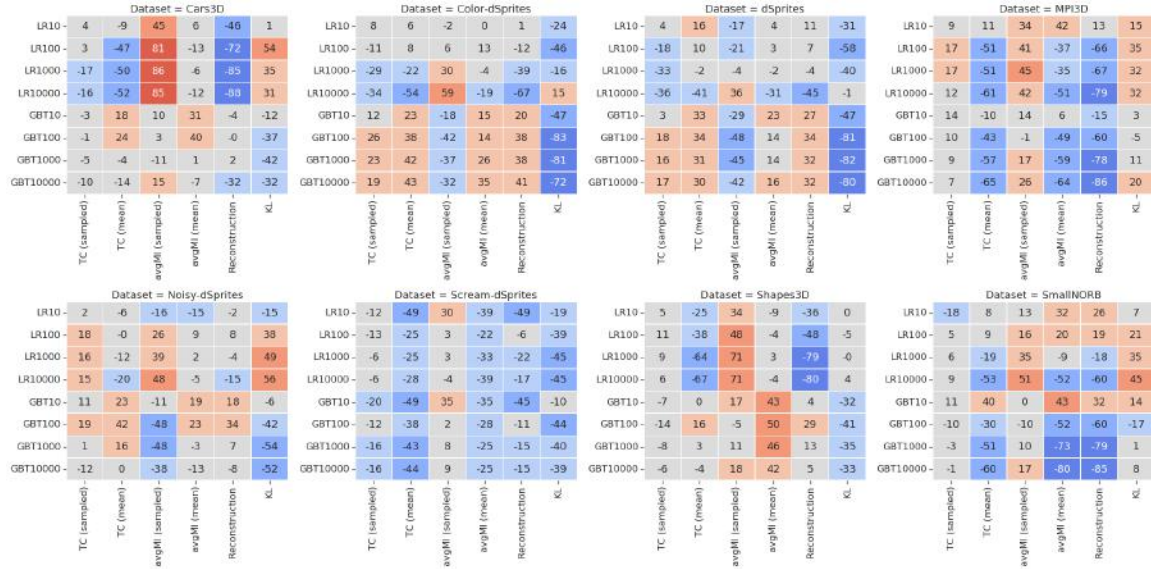 Dataset = Cars3D Dataset = Color-dSprites Dataset = dSprites Dataset = MPI3D
LR10 4 -9 45 6 -46 1 LR10 8 6 -2 0 1 -24 LR10 4 16 -17 4 11 -31 LR10 9 11 34 42 13 15
LR100 3 -47 81 -13 -72 54 LR100 -11 8 6 13 -12 -46 LR100 -18 10 -21 3 7 -58 LR100 17 -51 41 -37 -66 35
LR1000 -17 -50 86 -6 -85 35 LR1000 -29 -22 30 -4 -39 -16 LR1000 -33 -2 -4 -2 -4 -40 LR1000 17 -51 45 -35 -67 32
LR10000 -16 -52 85 -12 -88 31 LR10000 -34 -54 59 -19 -67 15 LR10000 -36 -41 36 -31 -45 -1 LR10000 12 -61 42 -51 -79 32
GBT10 -3 18 10 31 -4 -12 GBT10 12 23 -18 15 20 -47 GBT10 3 33 -29 23 27 -47 GBT10 14 -10 14 6 -15 3
GBT100 -1 24 3 40 -0 -37 GBT100 26 38 -42 14 38 -83 GBT100 18 34 -48 14 34 -81 GBT100 10 -43 -1 -49 -60 -5
GBT1000 -5 -4 -11 1 2 -42 GBT1000 23 42 -37 26 38 -81 GBT1000 16 31 -45 14 32 -82 GBT1000 9 -57 17 -59 -78 11
GBT10000 -10 -14 15 -7 -32 -32 GBT10000 19 43 -32 35 41 -72 GBT10000 17 30 -42 16 32 -80 GBT10000 7 -65 26 -64 -86 20
TC (sampled) TC (mean) avgMI (sampled) avgMI (mean) Reconstruction KL TC (sampled) TC (mean) avgMI (sampled) avgMI (mean) Reconstruction KL TC (sampled) TC (mean) avgMI (sampled) avgMI (mean) Reconstruction KL TC (sampled) TC (mean) avgMI (sampled) avgMI (mean) Reconstruction KL
Dataset = Noisy-dSprites Dataset = Scream-dSprites Dataset = Shapes3D Dataset = SmallNORB
LR10 2 -6 -16 -15 -2 -15 LR10 -12 -49 30 -39 -49 -19 LR10 5 -25 34 -9 -36 0 LR10 -18 8 13 32 26 7
LR100 18 -0 26 9 8 38 LR100 -13 -25 3 -22 -6 -39 LR100 11 -38 48 -4 -48 -5 LR100 5 9 16 20 19 21
LR1000 16 -12 39 2 -4 49 LR1000 -6 -25 3 -33 -22 -45 LR1000 9 -64 71 3 -79 -0 LR1000 6 -19 35 -9 -18 35
LR10000 15 -20 48 -5 -15 56 LR10000 -6 -28 -4 -39 -17 -45 LR10000 6 -67 71 -4 -80 4 LR10000 9 -53 51 -52 -60 45
GBT10 11 23 -11 19 18 -6 GBT10 -20 -49 35 -35 -45 -10 GBT10 -7 0 17 43 4 -32 GBT10 11 40 0 43 32 14
GBT100 19 42 -48 23 34 -42 GBT100 -12 -38 2 -28 -11 -44 GBT100 -14 16 -5 50 29 -41 GBT100 -10 -30 -10 -52 -60 -17
GBT1000 1 16 -48 -3 7 -54 GBT1000 -16 -43 8 -25 -15 -40 GBT1000 -8 3 11 46 13 -35 GBT1000 -3 -51 10 -73 -79 1
GBT10000 -12 0 -38 -13 -8 -52 GBT10000 -16 -44 9 -25 -15 -39 GBT10000 -6 -4 18 42 5 -33 GBT10000 -1 -60 17 -80 -85 8
TC (sampled) TC (mean) avgMI (sampled) avgMI (mean) Reconstruction KL TC (sampled) TC (mean) avgMI (sampled) avgMI (mean) Reconstruction KL TC (sampled) TC (mean) avgMI (sampled) avgMI (mean) Reconstruction KL TC (sampled) TC (mean) avgMI (sampled) avgMI (mean) Reconstruction KL